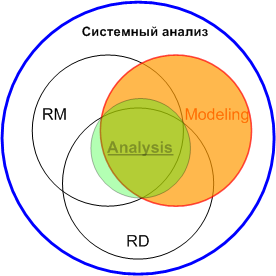 Системный анализ
RM
Modeling
Analysis
RD